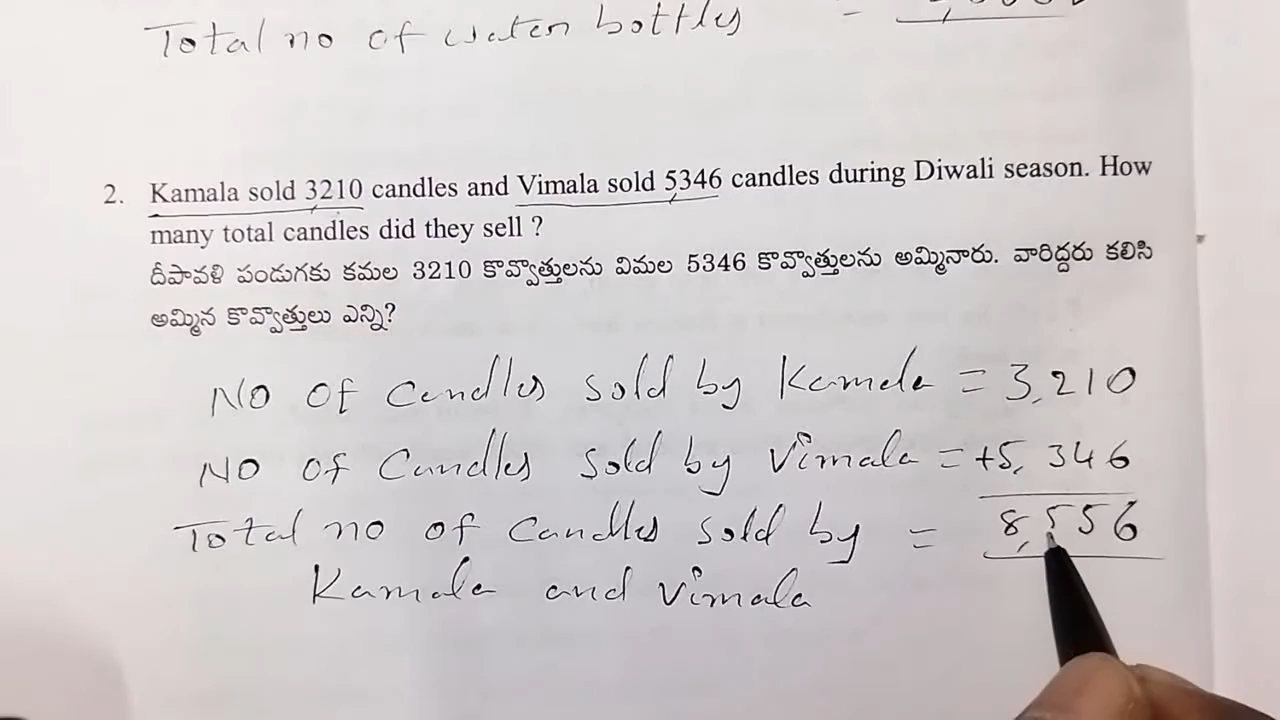 Total no of water bottles =
2. Kamala sold 3210 candles and Vimala sold 5346 candles during Diwali season. How
many total candles did they sell ?
దీపావళి పండుగకు కమల 3210 కొవ్వొత్తులను విమల 5346 కొవ్వొత్తులను అమ్మినారు. వారిద్దరు కలిసి
అమ్మిన కొవ్వొత్తులు ఎన్ని?
No of Candles sold by Kamala = 3,210
No of Candles sold by Vimala = +5,346
Total no of Candles sold by = 8,556
Kamala and Vimala